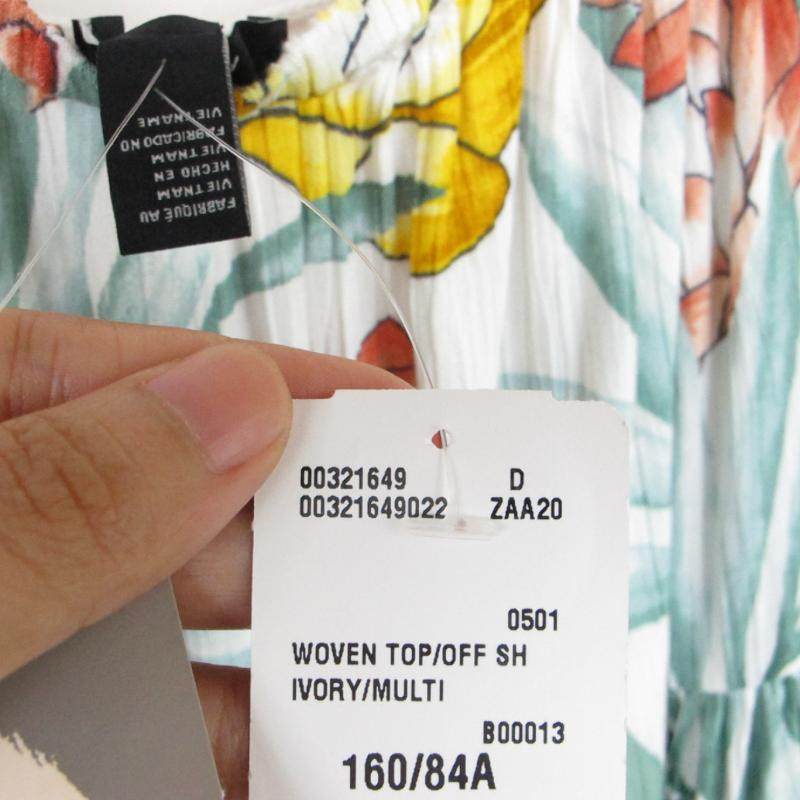 FABRIQUÉ AU
VIETNAM
HECHO EN
VIETNAM
FABRICADO NO
VIETNAME
00321649 D
00321649022 ZAA20
0501
WOVEN TOP/OFF SH
IVORY/MULTI
B00013
160/84A